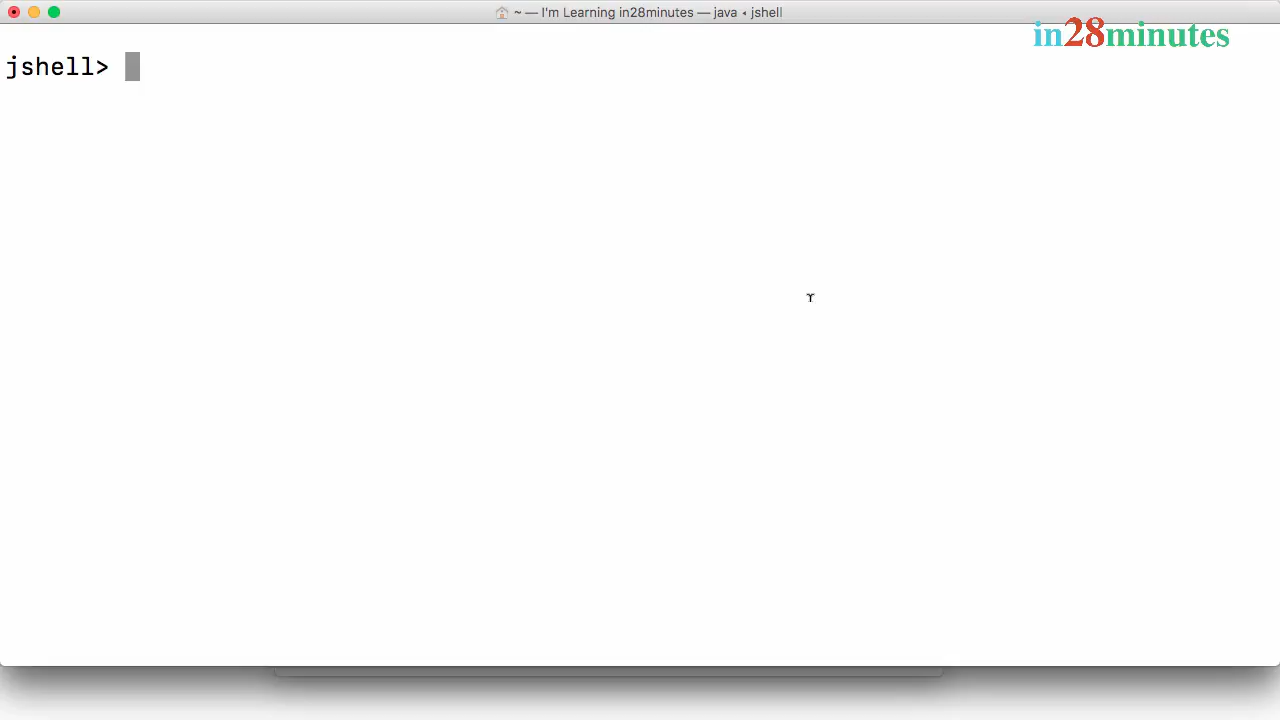 ~ — I'm Learning in28minutes — java ◂ jshell
in28minutes
jshell>